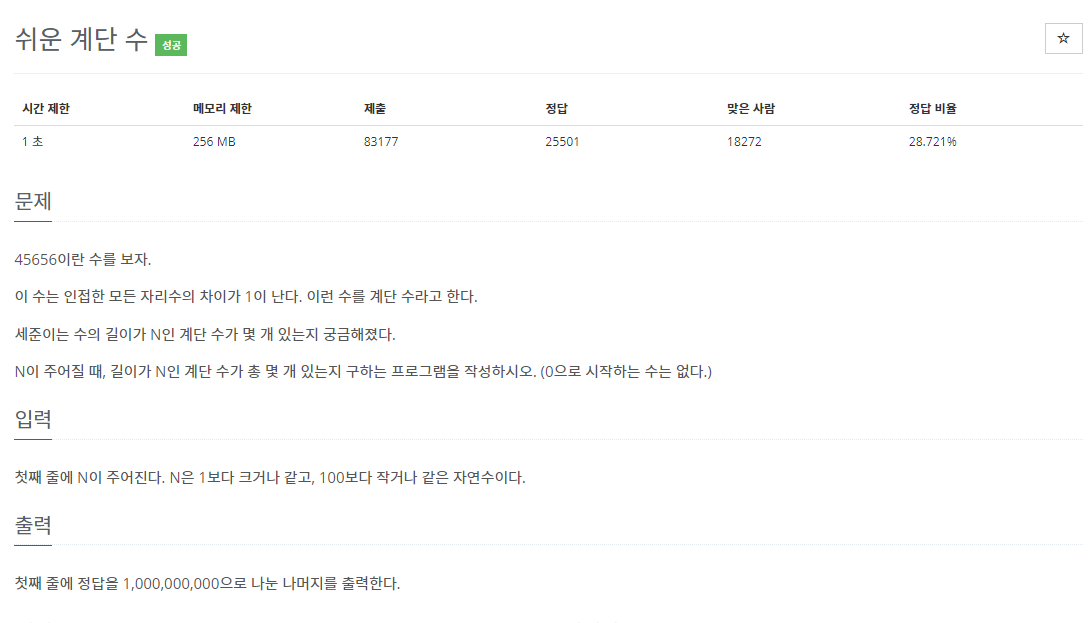 쉬운 계단 수 성공
☆
시간 제한 메모리 제한 제출 정답 맞은 사람 정답 비율
1 초 256 MB 83177 25501 18272 28.721%
문제
45656이란 수를 보자.
이 수는 인접한 모든 자리수의 차이가 1이 난다. 이런 수를 계단 수라고 한다.
세준이는 수의 길이가 N인 계단 수가 몇 개 있는지 궁금해졌다.
N이 주어질 때, 길이가 N인 계단 수가 총 몇 개 있는지 구하는 프로그램을 작성하시오. (0으로 시작하는 수는 없다.)
입력
첫째 줄에 N이 주어진다. N은 1보다 크거나 같고, 100보다 작거나 같은 자연수이다.
출력
첫째 줄에 정답을 1,000,000,000으로 나눈 나머지를 출력한다.